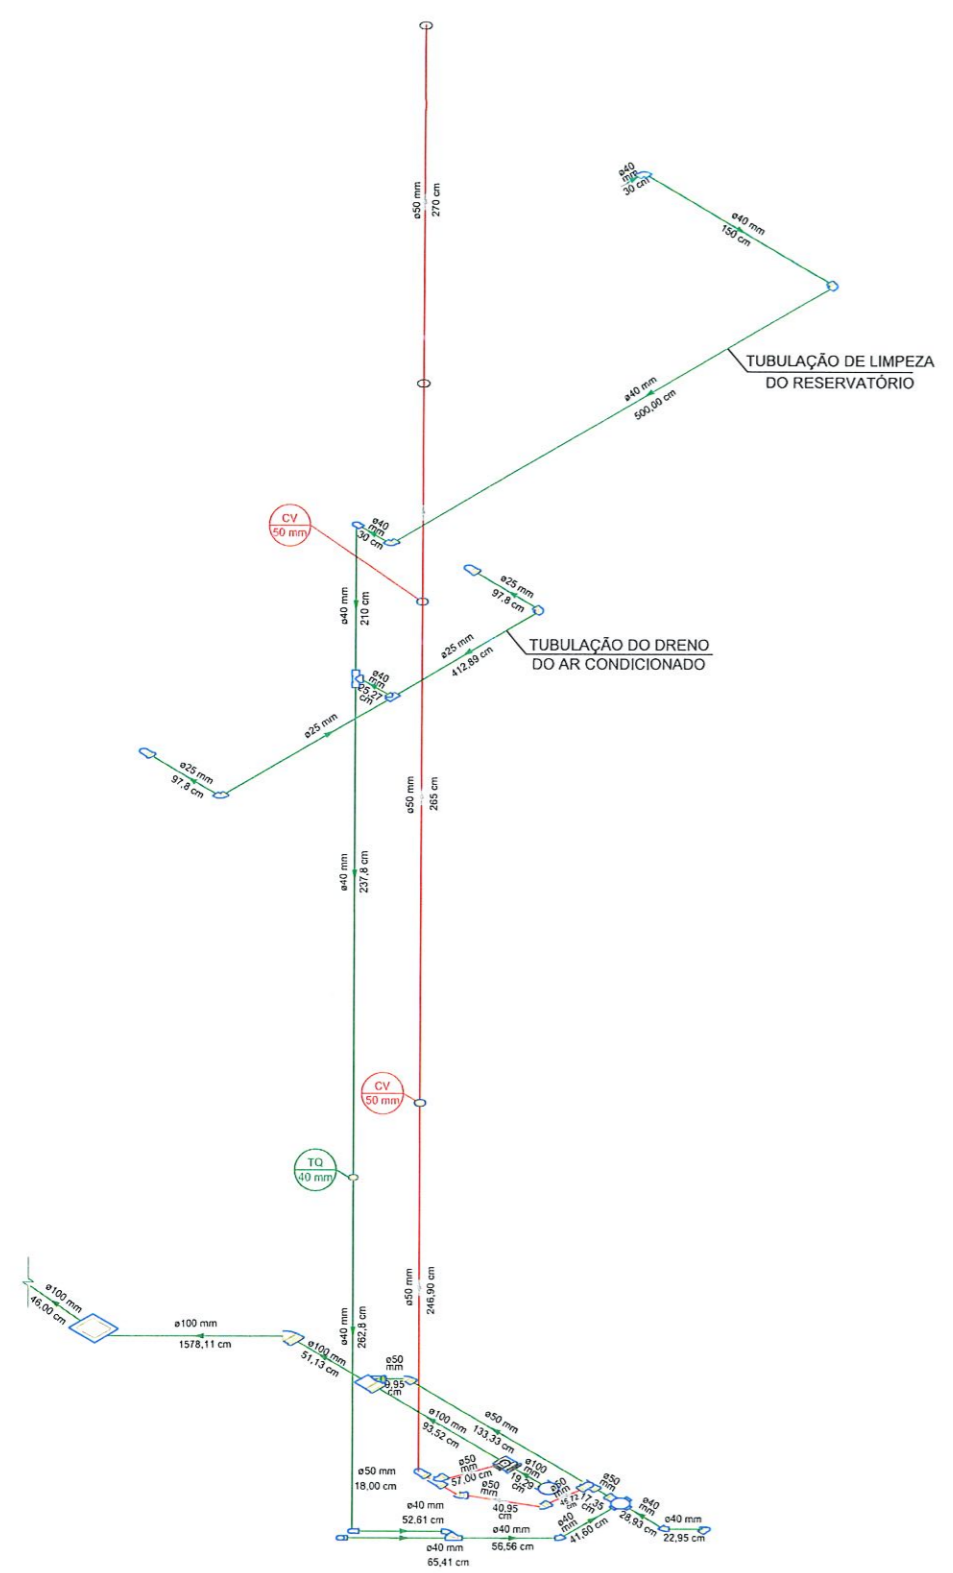 ø50 mm
270 cm
ø40
mm
30 cm
ø40 mm
150 cm
TUBULAÇÃO DE LIMPEZA
DO RESERVATÓRIO
ø40 mm
500,00 cm
CV
50 mm
ø40
mm
30 cm
ø25 mm
97,8 cm
ø40 mm
210 cm
TUBULAÇÃO DO DRENO
DO AR CONDICIONADO
ø25 mm
412,89 cm
ø40
mm
25,27
cm
ø25 mm
ø25 mm
97,8 cm
ø50 mm
265 cm
ø40 mm
237,8 cm
CV
50 mm
TQ
40 mm
ø50 mm
246,90 cm
ø100 mm
46,00 cm
ø100 mm
1578,11 cm
ø40 mm
262,8 cm
ø100 mm
51,13 cm
ø50
mm
9,95
cm
ø50 mm
133,33 cm
ø100 mm
93,52 cm
ø50 mm
18,00 cm
ø50
mm
57,00 cm
ø100
mm
19,29
cm
ø50
mm
40,95
cm
ø50
mm
cm
ø50
mm
17,35
cm
ø40
mm
28,93 cm
ø40 mm
22,95 cm
ø40 mm
52,61 cm
ø40 mm
56,56 cm
ø40
mm
41,60 cm
ø40 mm
65,41 cm